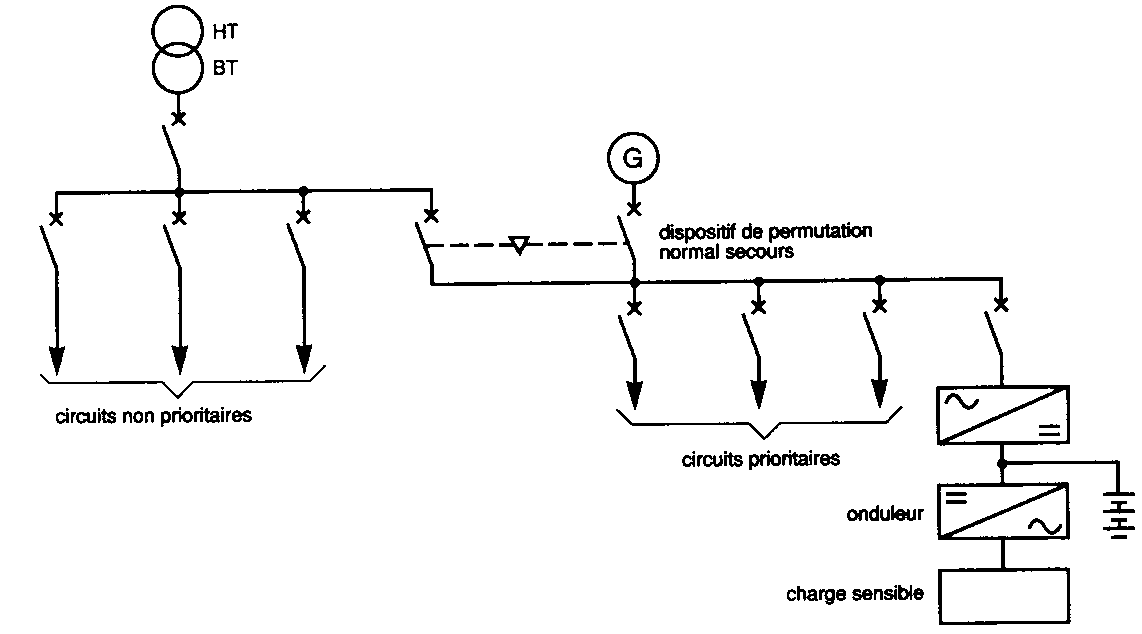 HT
BT
G
dispositif de permutation
normal secours
circuits non prioritaires
circuits prioritaires
onduleur
charge sensible